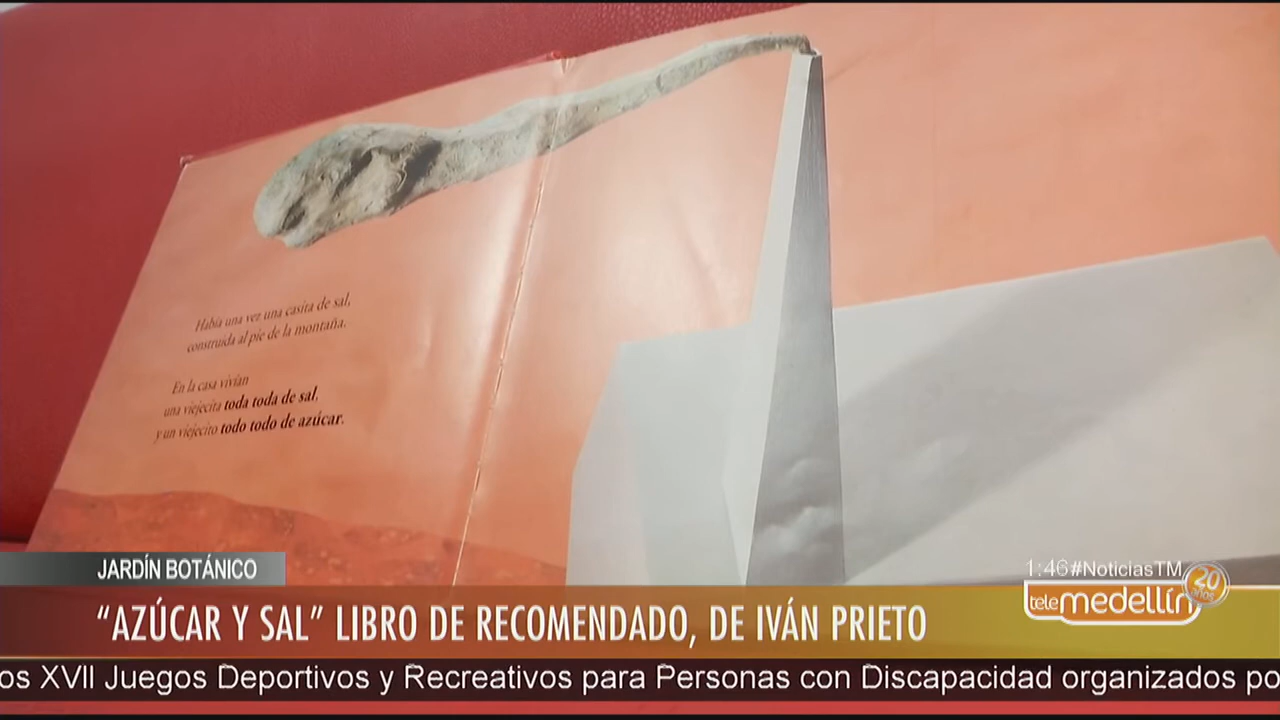 Había una vez una casita de sal,
construida al pie de la montaña.
En la casa vivían
una viejecita toda toda de sal,
y un viejecito todo todo de azúcar.
JARDÍN BOTÁNICO
1:46 #NoticiasTM
telemedellín 20 años
“AZÚCAR Y SAL” LIBRO DE RECOMENDADO, DE IVÁN PRIETO
os XVII Juegos Deportivos y Recreativos para Personas con Discapacidad organizados po